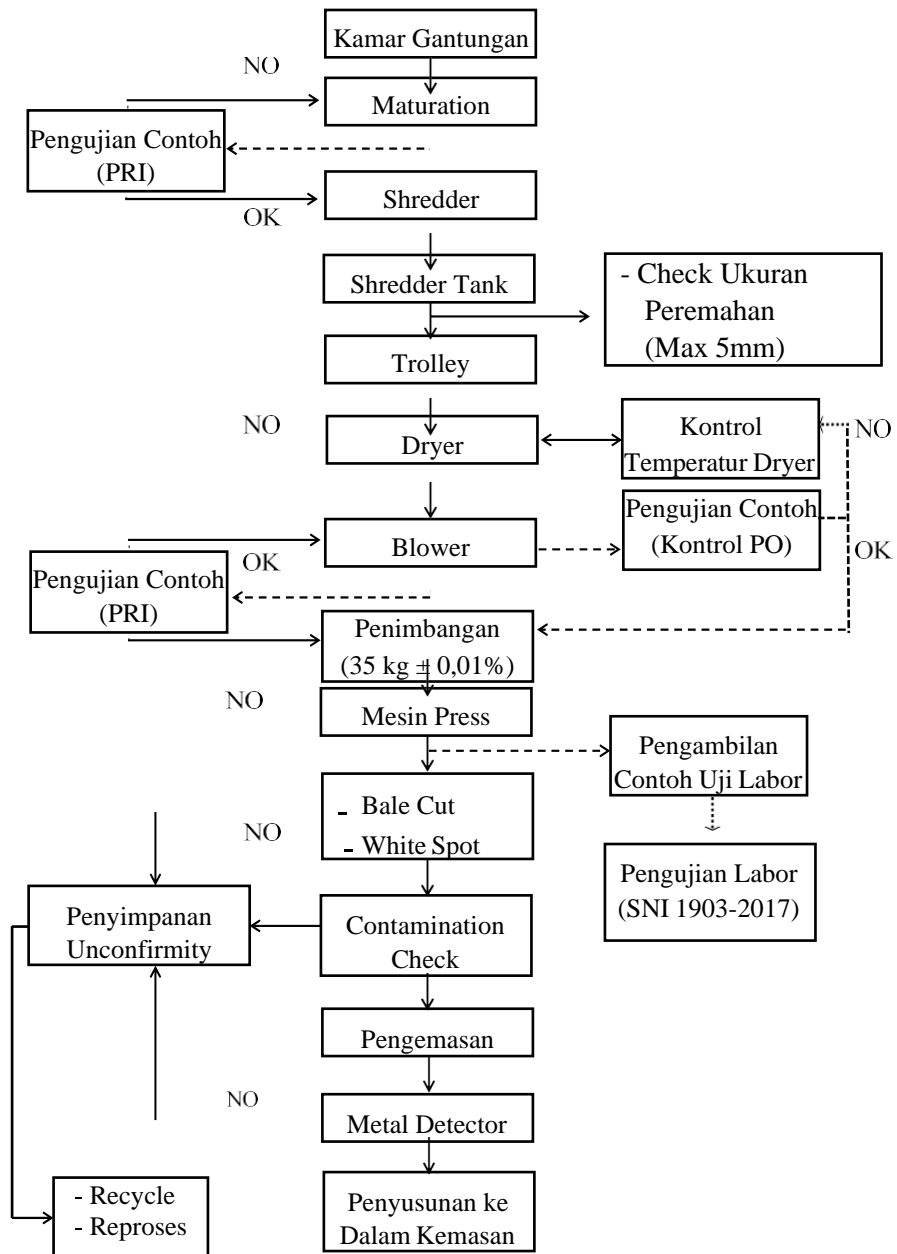 Kamar Gantungan
NO
Maturation
Pengujian Contoh
(PRI)
Shredder
OK
Shredder Tank
- Check Ukuran
Peremahan
(Max 5mm)
Trolley
NO
Dryer
Kontrol
Temperatur Dryer
NO
Pengujian Contoh
(Kontrol PO)
OK
Blower
OK
Pengujian Contoh
(PRI)
Penimbangan
(35 kg ± 0,01%)
NO
Mesin Press
Pengambilan
Contoh Uji Labor
- Bale Cut
- White Spot
NO
Pengujian Labor
(SNI 1903-2017)
Penyimpanan
Unconfirmity
Contamination
Check
Pengemasan
NO
Metal Detector
- Recycle
- Reproses
Penyusunan ke
Dalam Kemasan